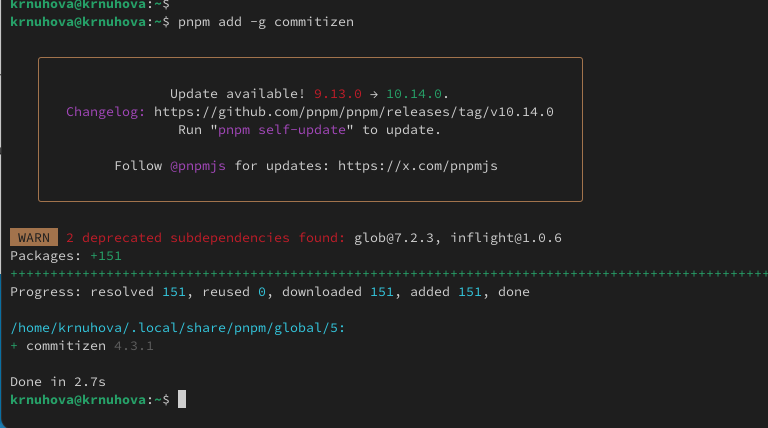 krnuhova@krnuhova:~$
krnuhova@krnuhova:~$ pnpm add -g commitizen
Update available! 9.13.0 → 10.14.0.
Changelog: https://github.com/pnpm/pnpm/releases/tag/v10.14.0
Run "pnpm self-update" to update.
Follow @pnpmjs for updates: https://x.com/pnpmjs
WARN 2 deprecated subdependencies found: glob@7.2.3, inflight@1.0.6
Packages: +151
++++++++++++++++++++++++++++++++++++++++++++++++++++++++++++++++++++++++++++++++++++++++++++++++
Progress: resolved 151, reused 0, downloaded 151, added 151, done
/home/krnuhova/.local/share/pnpm/global/5:
+ commitizen 4.3.1
Done in 2.7s
krnuhova@krnuhova:~$